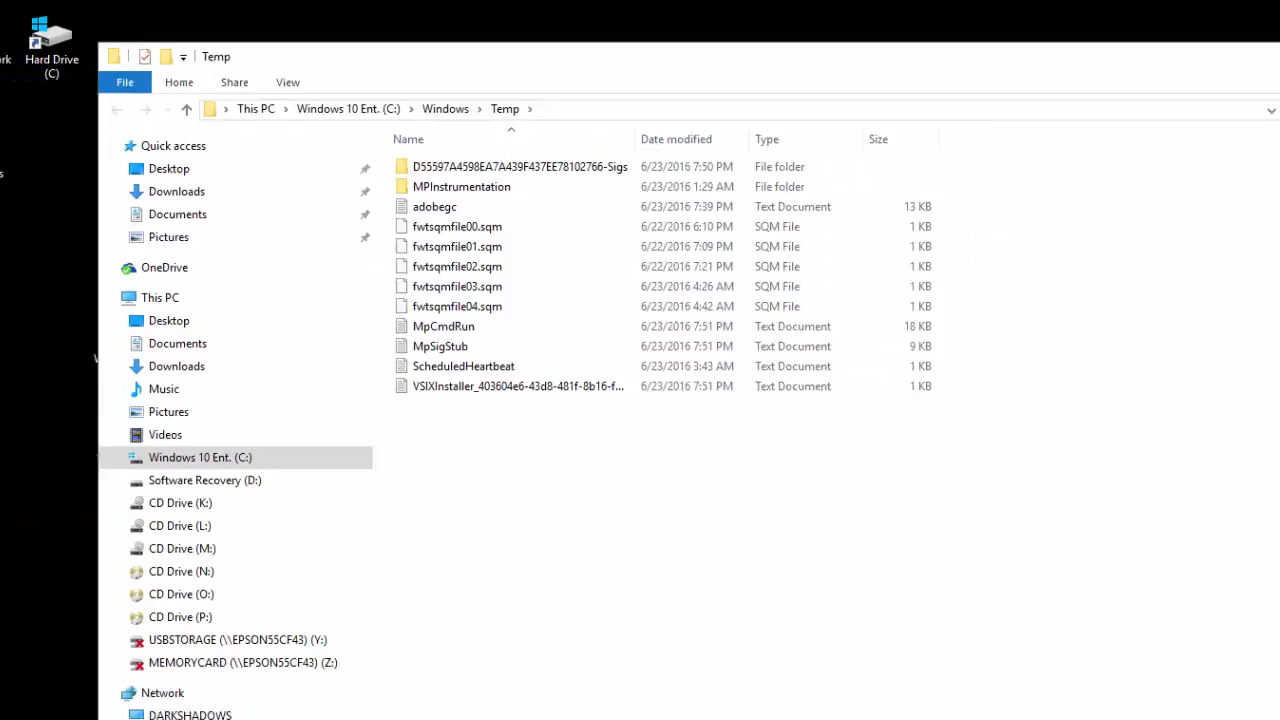 rk
Hard Drive
(C)
s
W
Temp
File Home Share View
This PC Windows 10 Ent. (C:) Windows Temp
Quick access
Desktop
Downloads
Documents
Pictures
OneDrive
This PC
Desktop
Documents
Downloads
Music
Pictures
Videos
Windows 10 Ent. (C:)
Software Recovery (D:)
CD Drive (K:)
CD Drive (L:)
CD Drive (M:)
CD Drive (N:)
CD Drive (O:)
CD Drive (P:)
USBSTORAGE (\\EPSON55CF43) (Y:)
MEMORYCARD (\\EPSON55CF43) (Z:)
Network
DARKSHADOWS
Name Date modified Type Size
D55597A4598EA7A439F437EE78102766-Sigs 6/23/2016 7:50 PM File folder
MPInstrumentation 6/23/2016 1:29 AM File folder
adobegc 6/23/2016 7:39 PM Text Document 13 KB
fwtsqmfile00.sqm 6/22/2016 6:10 PM SQM File 1 KB
fwtsqmfile01.sqm 6/22/2016 7:09 PM SQM File 1 KB
fwtsqmfile02.sqm 6/22/2016 7:21 PM SQM File 1 KB
fwtsqmfile03.sqm 6/23/2016 4:26 AM SQM File 1 KB
fwtsqmfile04.sqm 6/23/2016 4:42 AM SQM File 1 KB
MpCmdRun 6/23/2016 7:51 PM Text Document 18 KB
MpSigStub 6/23/2016 7:51 PM Text Document 9 KB
ScheduledHeartbeat 6/23/2016 3:43 AM Text Document 1 KB
VSIXInstaller_403604e6-43d8-481f-8b16-f... 6/23/2016 7:51 PM Text Document 1 KB